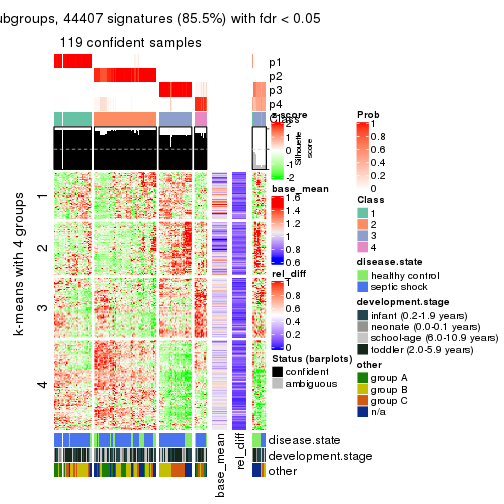 ubgroups, 44407 signatures (85.5%) with fdr < 0.05
119 confident samples
p1
p2
p3
p4
Class
Silhouette
score
k-means with 4 groups
1
2
3
4
z-score
2
1
0
-1
-2
base_mean
1.6
1.4
1.2
1
0.8
0.6
rel_diff
1
0.8
0.6
0.4
0.2
0
Status (barplots)
confident
ambiguous
Prob
1
0.8
0.6
0.4
0.2
0
Class
1
2
3
4
disease.state
healthy control
septic shock
development.stage
infant (0.2-1.9 years)
neonate (0.0-0.1 years)
school-age (6.0-10.9 years)
toddler (2.0-5.9 years)
other
group A
group B
group C
n/a
disease.state
development.stage
other
base_mean
rel_diff